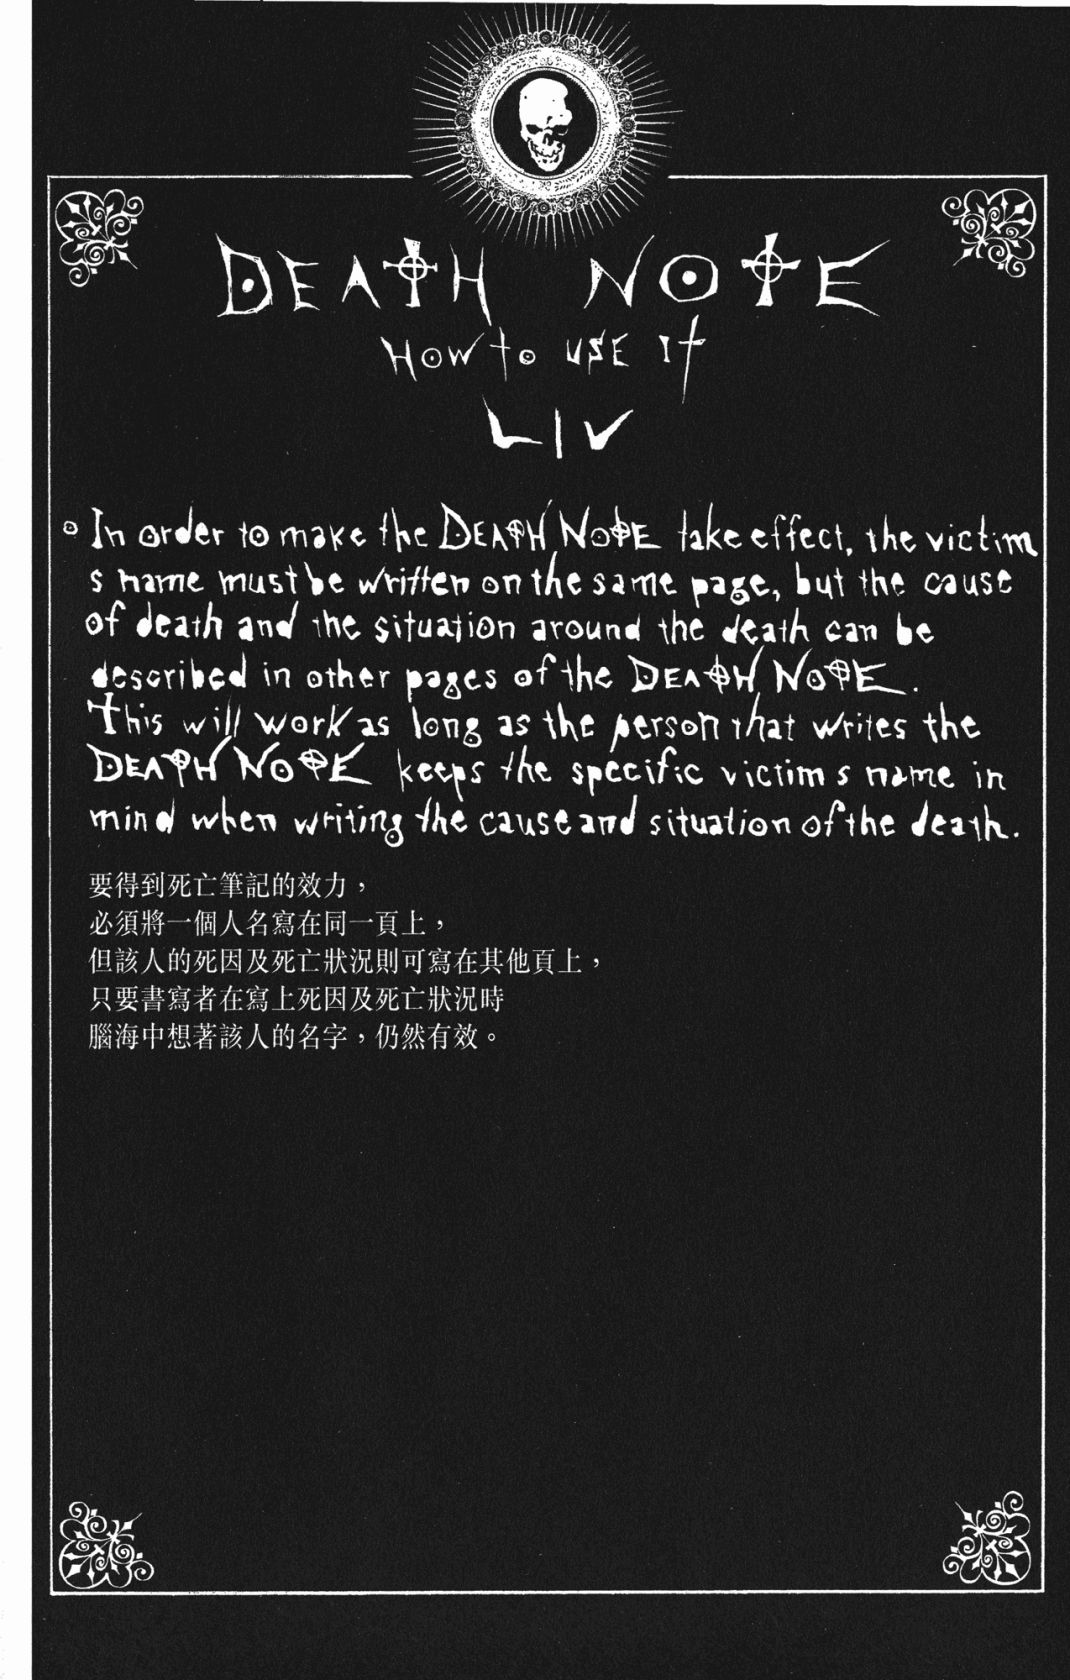 DEATH NOTE
HOW to USE It
LIV
In order to make the DEATH NOTE take effect, the victim
s name must be written on the same page, but the cause
of death and the situation around the death can be
described in other pages of the DEATH NOTE.
This will work as long as the person that writes the
DEATH NOTE keeps the specific victim s name in
mind when writing the cause and situation of the death.
要得到死亡筆記的效力，
必須將一個人名寫在同一頁上，
但該人的死因及死亡狀況則可寫在其他頁上，
只要書寫者在寫上死因及死亡狀況時
腦海中想著該人的名字，仍然有效。